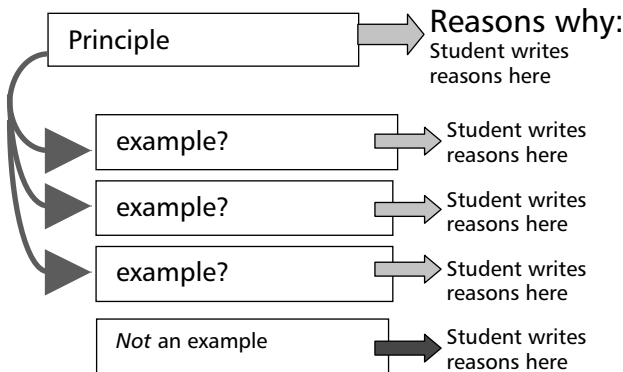 Principle
Reasons why:
Student writes
reasons here
example?
Student writes
reasons here
example?
Student writes
reasons here
example?
Student writes
reasons here
Not an example
Student writes
reasons here